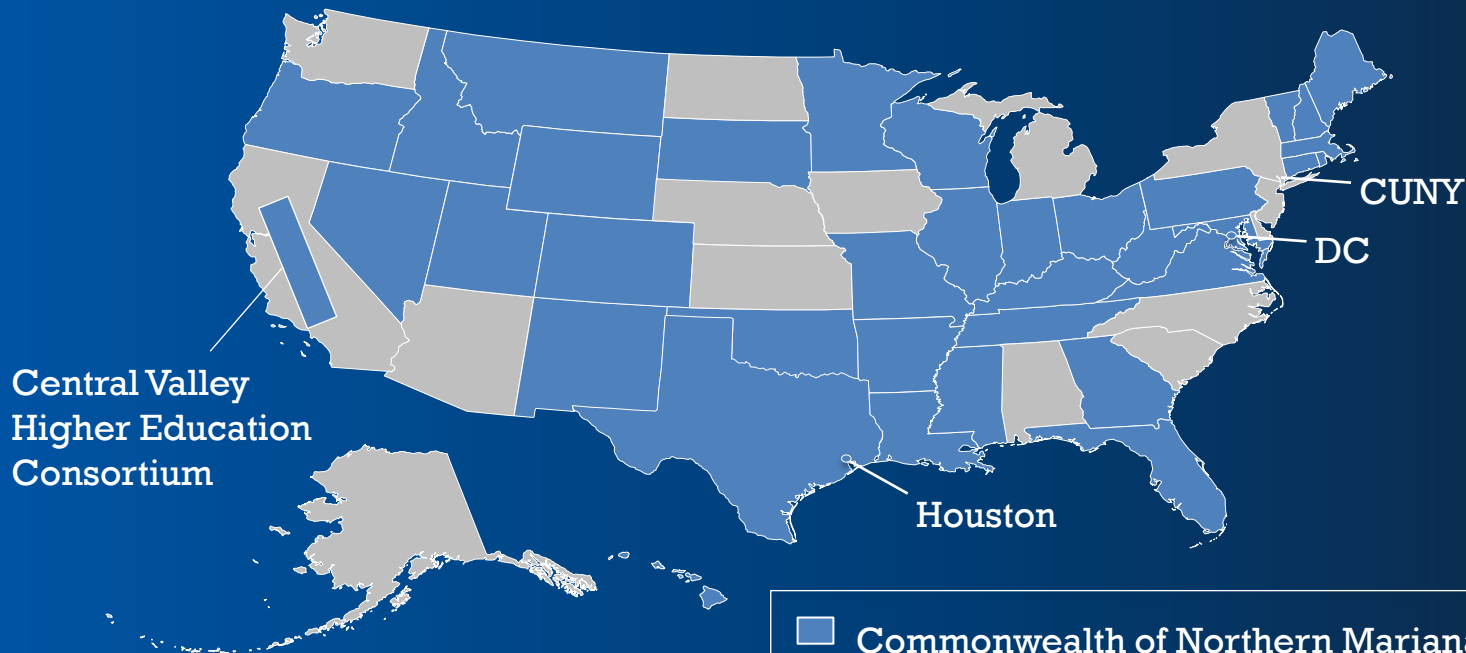 CUNY
DC
Central Valley
Higher Education
Consortium
Houston
Commonwealth of Northern Mariana